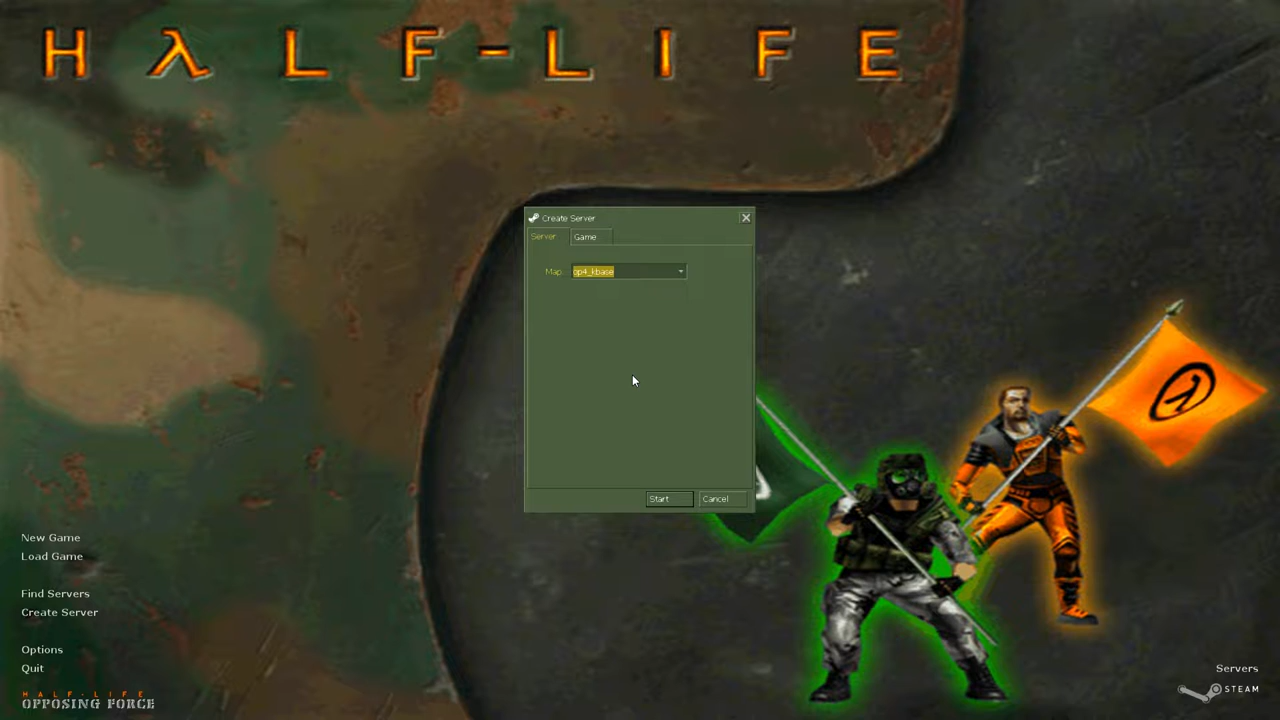 HλLF-LIFE
Create Server
Server Game
Map op4_kbase
Start Cancel
New Game
Load Game
Find Servers
Create Server
Options
Quit
Servers
HALF-LIFE
OPPOSING FORCE
STEAM